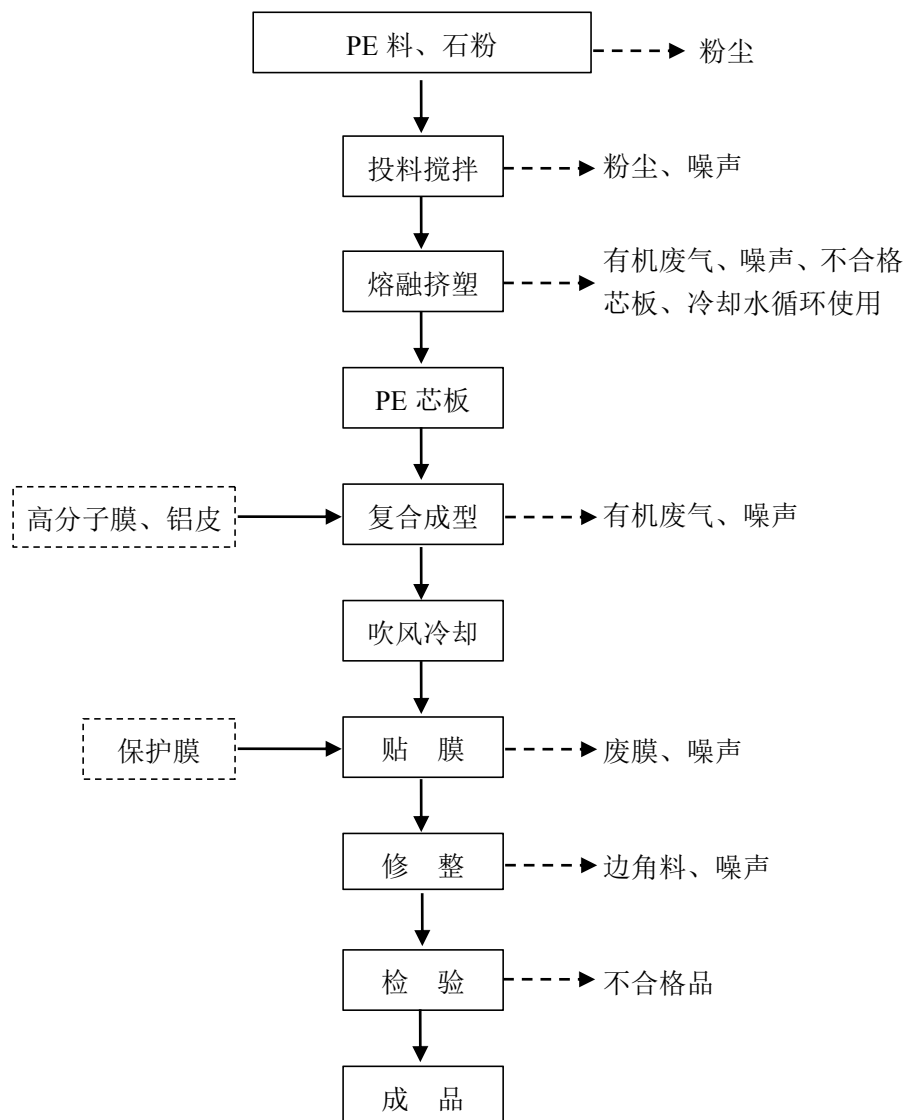 PE 料、石粉
粉尘
投料搅拌
粉尘、噪声
熔融挤塑
有机废气、噪声、不合格
芯板、冷却水循环使用
PE 芯板
高分子膜、铝皮
复合成型
有机废气、噪声
吹风冷却
保护膜
贴 膜
废膜、噪声
修 整
边角料、噪声
检 验
不合格品
成 品